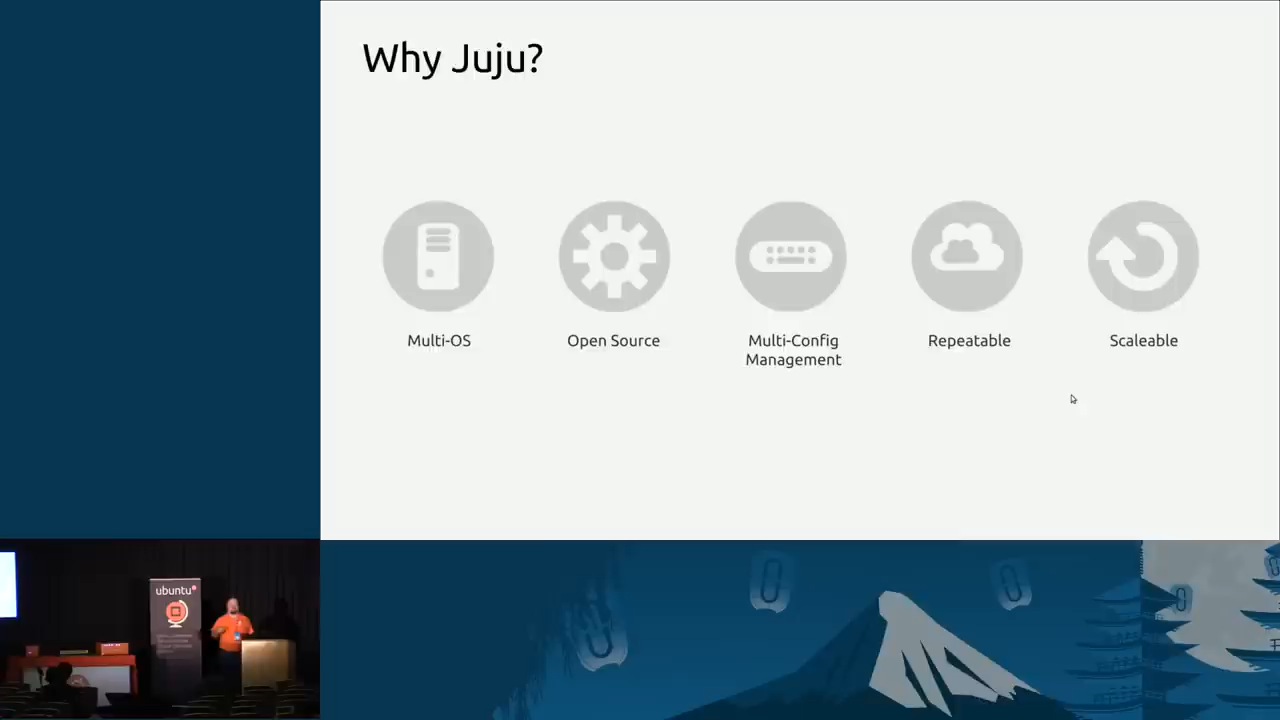 Why Juju?
Multi-OS
Open Source
Multi-Config
Management
Repeatable
Scaleable
ubuntu